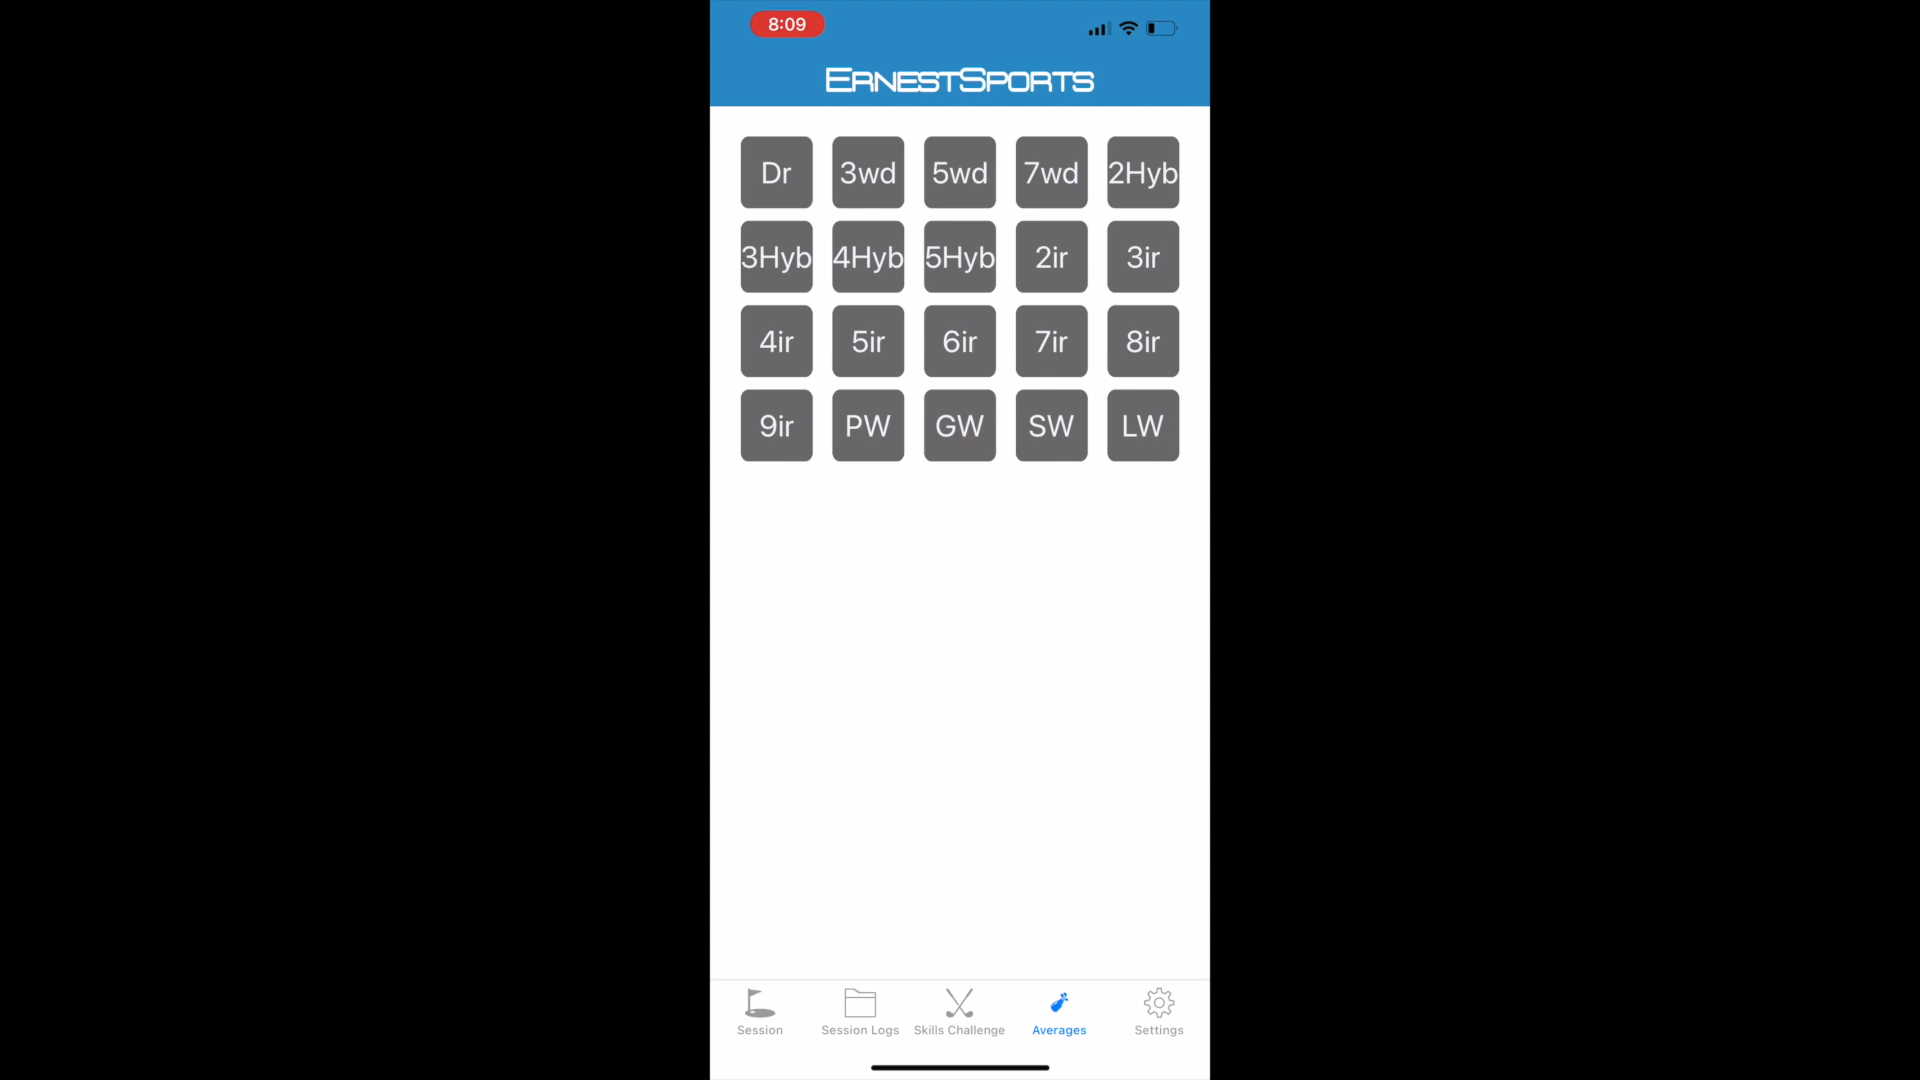 8:09
ERNESTSPORTS
Dr 3wd 5wd 7wd 2Hyb
3Hyb 4Hyb 5Hyb 2ir 3ir
4ir 5ir 6ir 7ir 8ir
9ir PW GW SW LW
Session Session Logs Skills Challenge Averages Settings